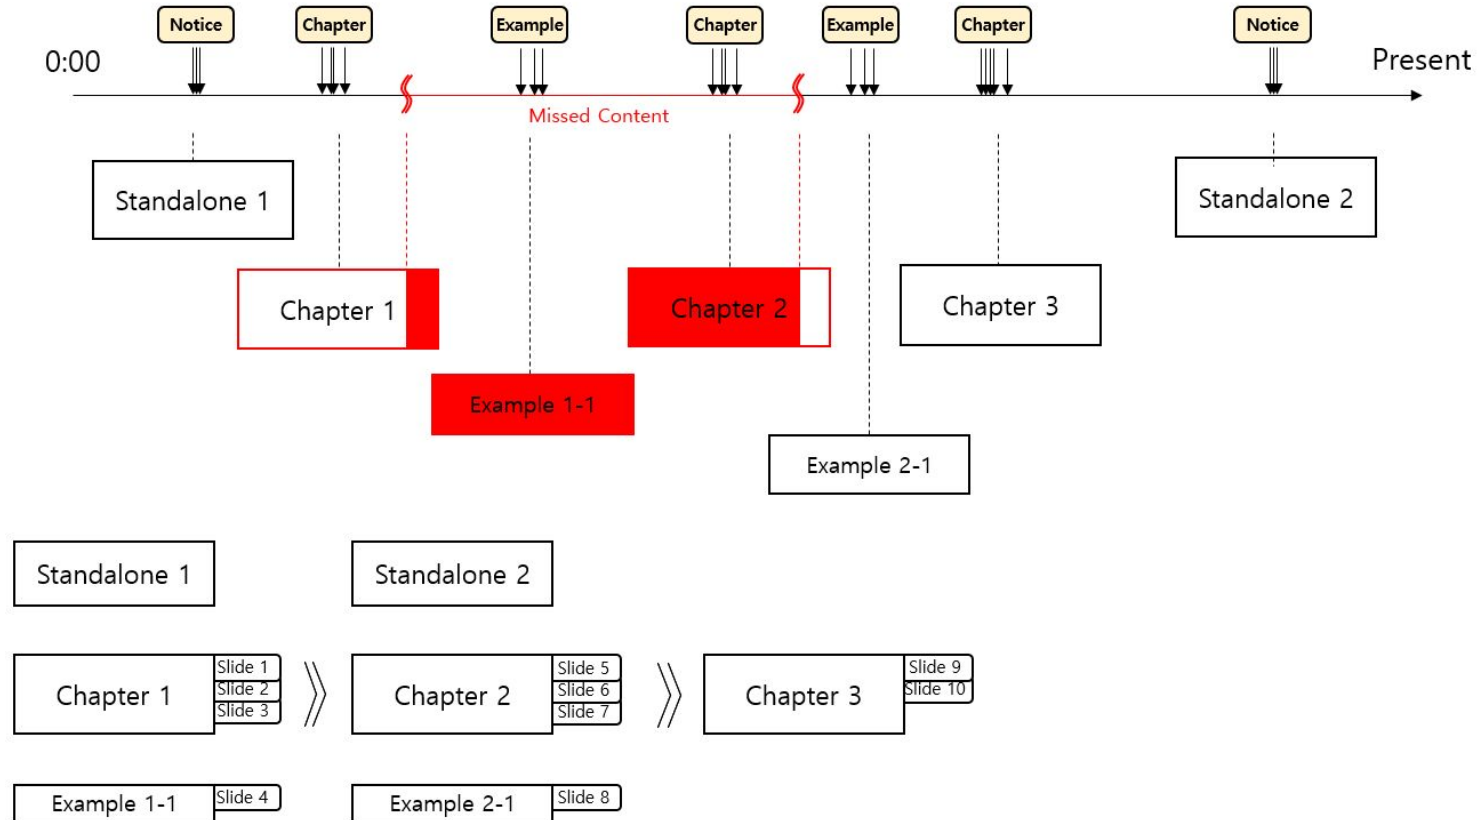 Notice
Chapter
Example
Chapter
Example
Chapter
Notice
0:00
Present
Missed Content
Standalone 1
Standalone 2
Chapter 1
Chapter 2
Chapter 3
Example 1-1
Example 2-1
Standalone 1
Standalone 2
Chapter 1
Slide 1
Slide 2
Slide 3
Chapter 2
Slide 5
Slide 6
Slide 7
Chapter 3
Slide 9
Slide 10
Example 1-1
Slide 4
Example 2-1
Slide 8